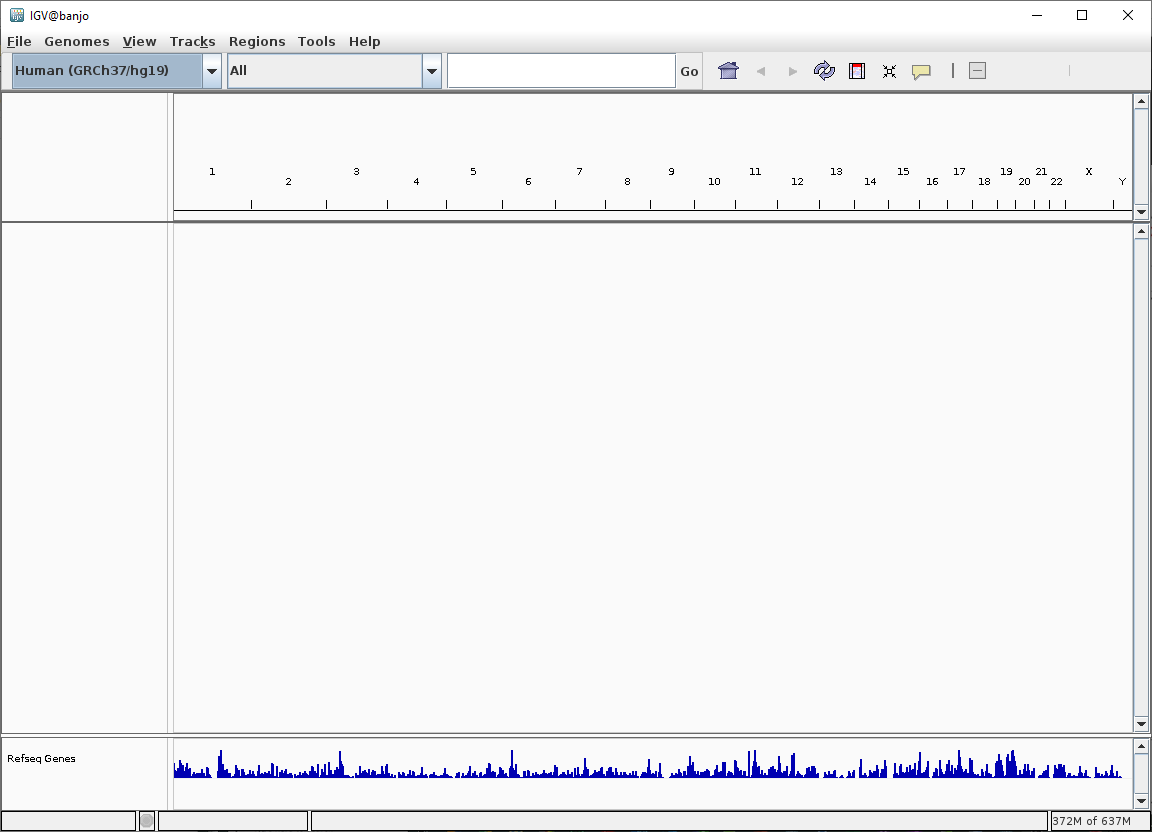 IGV@banjo
File Genomes View Tracks Regions Tools Help
Human (GRCh37/hg19) All Go
1 3 5 7 9 11 13 15 17 19 21 X
2 4 6 8 10 12 14 16 18 20 22 Y
Refseq Genes
372M of 637M